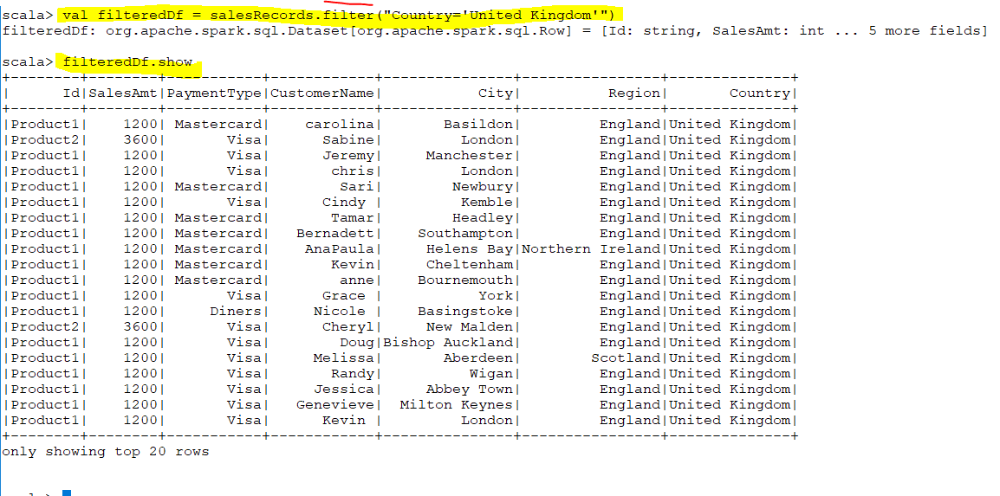 scala> val filteredDf = salesRecords.filter("Country='United Kingdom'")
filteredDf: org.apache.spark.sql.Dataset[org.apache.spark.sql.Row] = [Id: string, SalesAmt: int ... 5 more fields]
scala> filteredDf.show
+--------+--------+-----------+------------+---------------+----------------+--------------+
|      Id|SalesAmt|PaymentType|CustomerName|           City|          Region|       Country|
+--------+--------+-----------+------------+---------------+----------------+--------------+
|Product1|    1200| Mastercard|    carolina|       Basildon|         England|United Kingdom|
|Product2|    3600|       Visa|      Sabine|         London|         England|United Kingdom|
|Product1|    1200|       Visa|      Jeremy|     Manchester|         England|United Kingdom|
|Product1|    1200|       Visa|       chris|         London|         England|United Kingdom|
|Product1|    1200| Mastercard|        Sari|        Newbury|         England|United Kingdom|
|Product1|    1200|       Visa|      Cindy |         Kemble|         England|United Kingdom|
|Product1|    1200| Mastercard|       Tamar|        Headley|         England|United Kingdom|
|Product1|    1200| Mastercard|   Bernadett|    Southampton|         England|United Kingdom|
|Product1|    1200| Mastercard|    AnaPaula|     Helens Bay|Northern Ireland|United Kingdom|
|Product1|    1200| Mastercard|       Kevin|     Cheltenham|         England|United Kingdom|
|Product1|    1200| Mastercard|        anne|    Bournemouth|         England|United Kingdom|
|Product1|    1200|       Visa|      Grace |           York|         England|United Kingdom|
|Product1|    1200|     Diners|     Nicole |    Basingstoke|         England|United Kingdom|
|Product2|    3600|       Visa|      Cheryl|     New Malden|         England|United Kingdom|
|Product1|    1200|       Visa|        Doug|Bishop Auckland|         England|United Kingdom|
|Product1|    1200|       Visa|     Melissa|       Aberdeen|        Scotland|United Kingdom|
|Product1|    1200|       Visa|       Randy|          Wigan|         England|United Kingdom|
|Product1|    1200|       Visa|     Jessica|     Abbey Town|         England|United Kingdom|
|Product1|    1200|       Visa|   Genevieve|  Milton Keynes|         England|United Kingdom|
|Product1|    1200|       Visa|      Kevin |         London|         England|United Kingdom|
+--------+--------+-----------+------------+---------------+----------------+--------------+
only showing top 20 rows